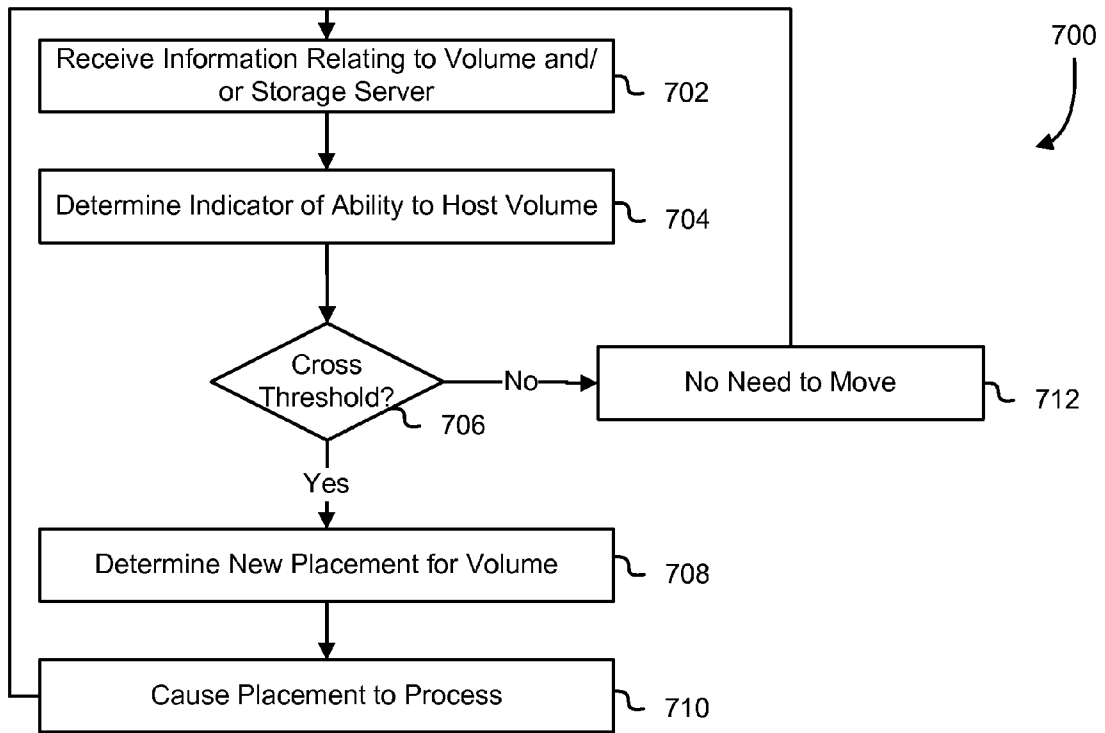 700
Receive Information Relating to Volume and/
or Storage Server
702
Determine Indicator of Ability to Host Volume
704
Cross
Threshold?
706
No
No Need to Move
712
Yes
Determine New Placement for Volume
708
Cause Placement to Process
710